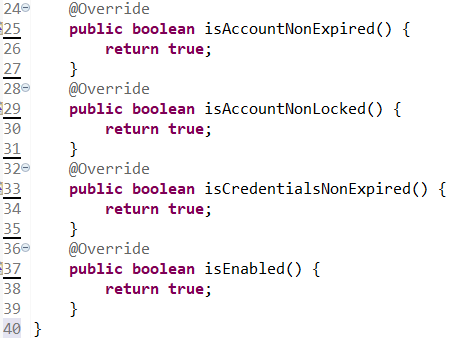 24 @Override
25 public boolean isAccountNonExpired() {
26 return true;
27 }
28 @Override
29 public boolean isAccountNonLocked() {
30 return true;
31 }
32 @Override
33 public boolean isCredentialsNonExpired() {
34 return true;
35 }
36 @Override
37 public boolean isEnabled() {
38 return true;
39 }
40 }